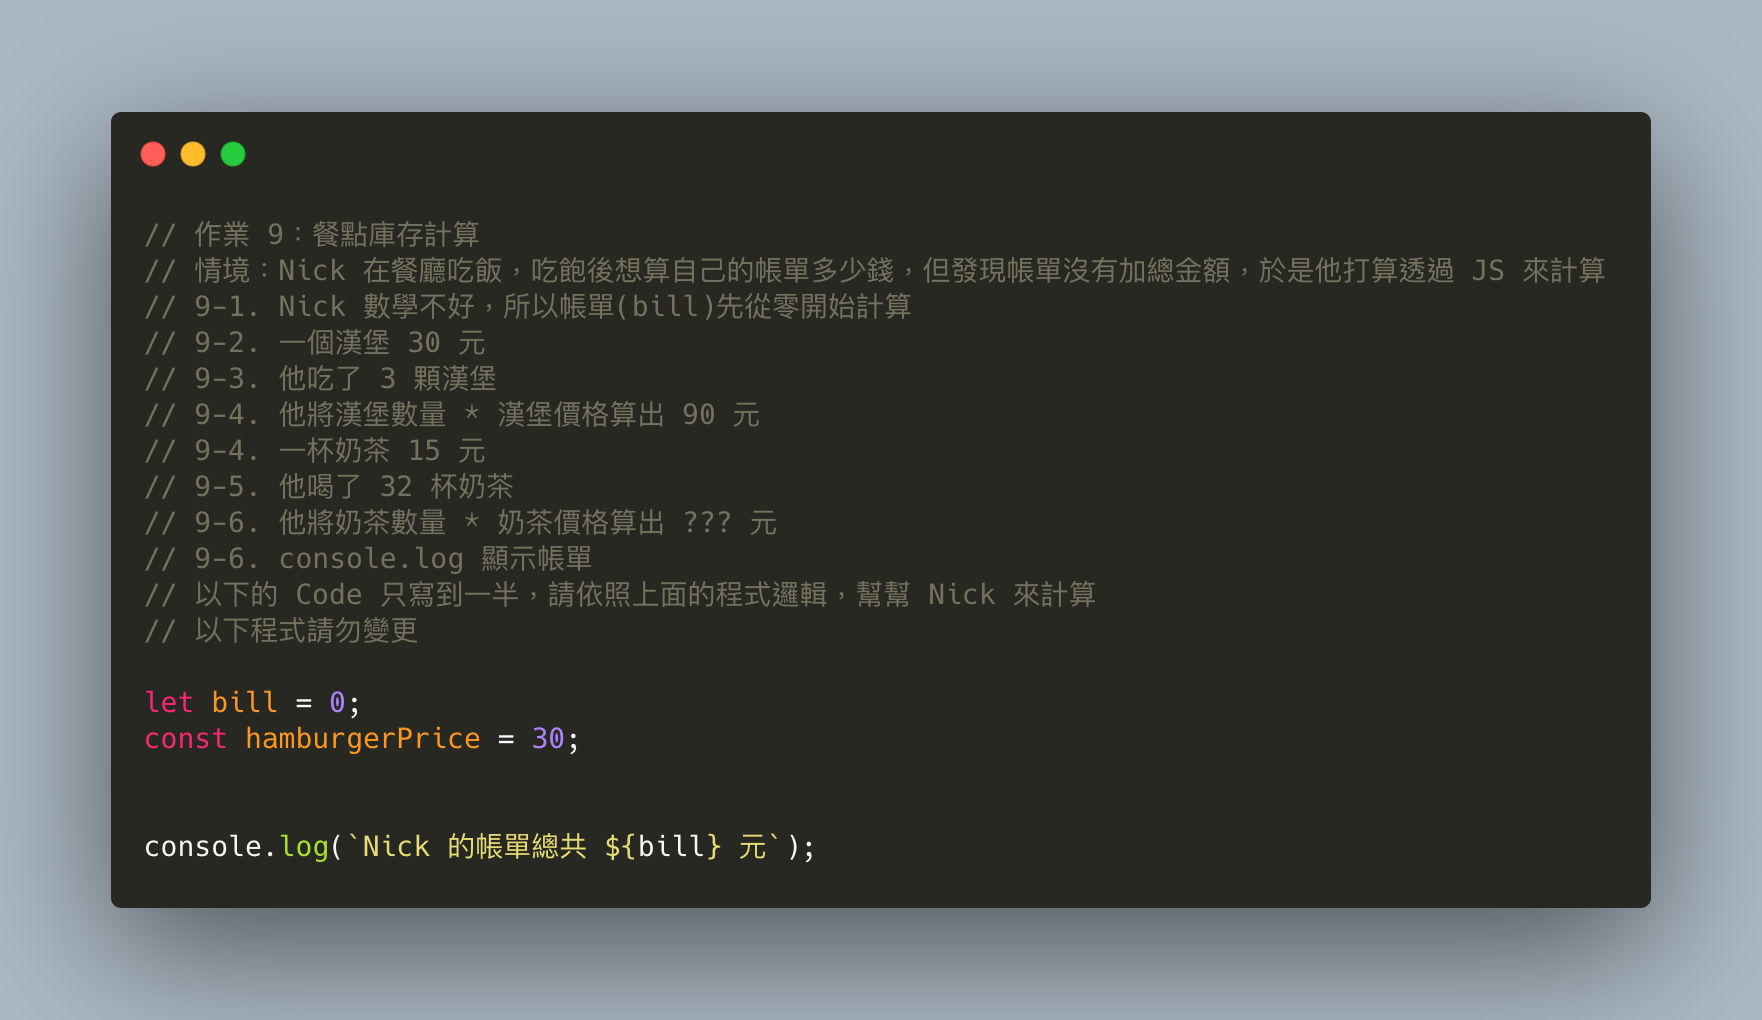 // 作業 9：餐點庫存計算
// 情境：Nick 在餐廳吃飯，吃飽後想算自己的帳單多少錢，但發現帳單沒有加總金額，於是他打算透過 JS 來計算
// 9-1. Nick 數學不好，所以帳單(bill)先從零開始計算
// 9-2. 一個漢堡 30 元
// 9-3. 他吃了 3 顆漢堡
// 9-4. 他將漢堡數量 * 漢堡價格算出 90 元
// 9-4. 一杯奶茶 15 元
// 9-5. 他喝了 32 杯奶茶
// 9-6. 他將奶茶數量 * 奶茶價格算出 ??? 元
// 9-6. console.log 顯示帳單
// 以下的 Code 只寫到一半，請依照上面的程式邏輯，幫幫 Nick 來計算
// 以下程式請勿變更
let bill = 0;
const hamburgerPrice = 30;
console.log(`Nick 的帳單總共 ${bill} 元`);